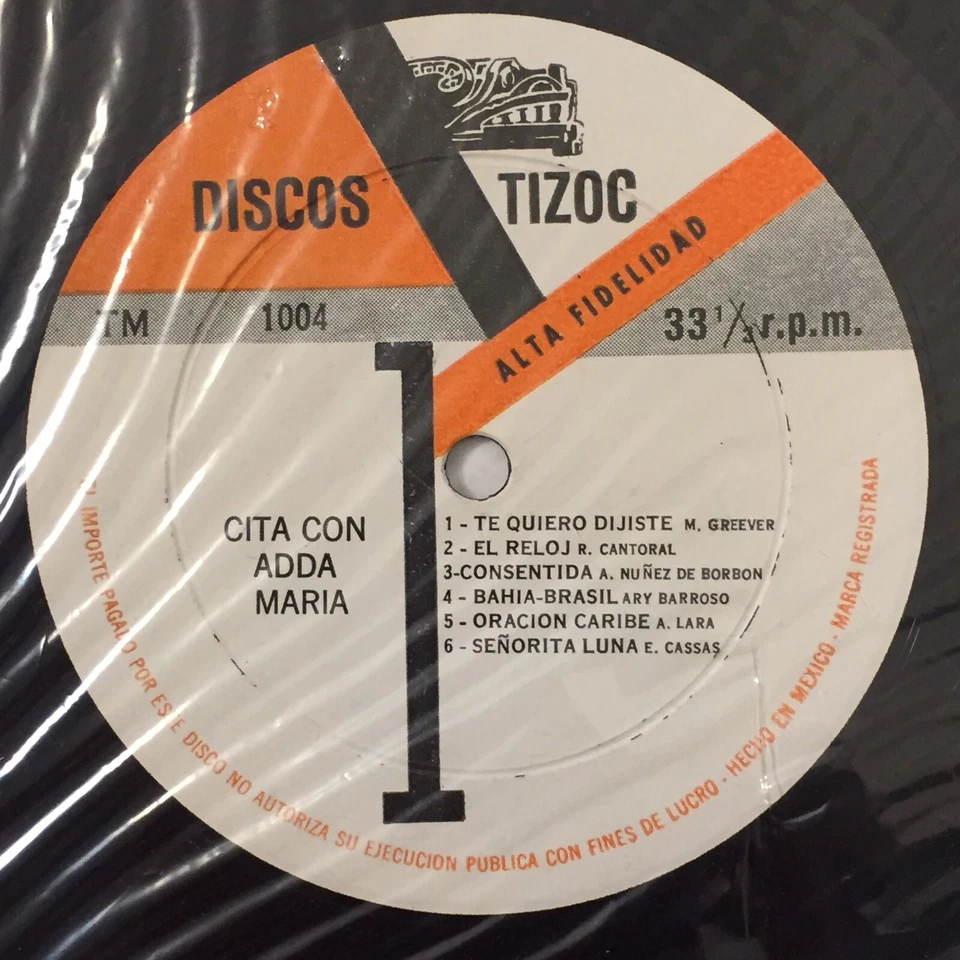 DISCOS TIZOC
ALTA FIDELIDAD
TM 1004 33 1/3 r.p.m.
1
CITA CON
ADDA
MARIA
1 - TE QUIERO DIJISTE M. GREEVER
2 - EL RELOJ R. CANTORAL
3-CONSENTIDA A. NUÑEZ DE BORBON
4 - BAHIA-BRASIL ARY BARROSO
5 - ORACION CARIBE A. LARA
6 - SEÑORITA LUNA E. CASSAS
IMPORTE PAGADO POR ESTE DISCO NO AUTORIZA SU EJECUCION PUBLICA CON FINES DE LUCRO - HECHO EN MEXICO - MARCA REGISTRADA